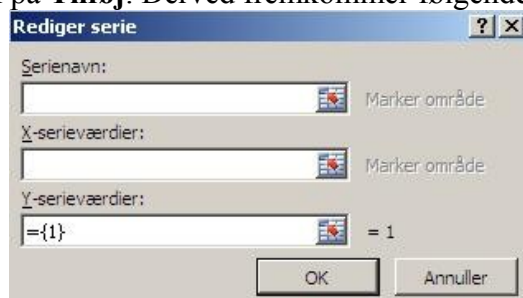 på Tilføj. Derved fremkommer følgende
Rediger serie
Serienavn:
Marker område
X-serieværdier:
Marker område
Y-serieværdier:
={1} = 1
OK Annuller